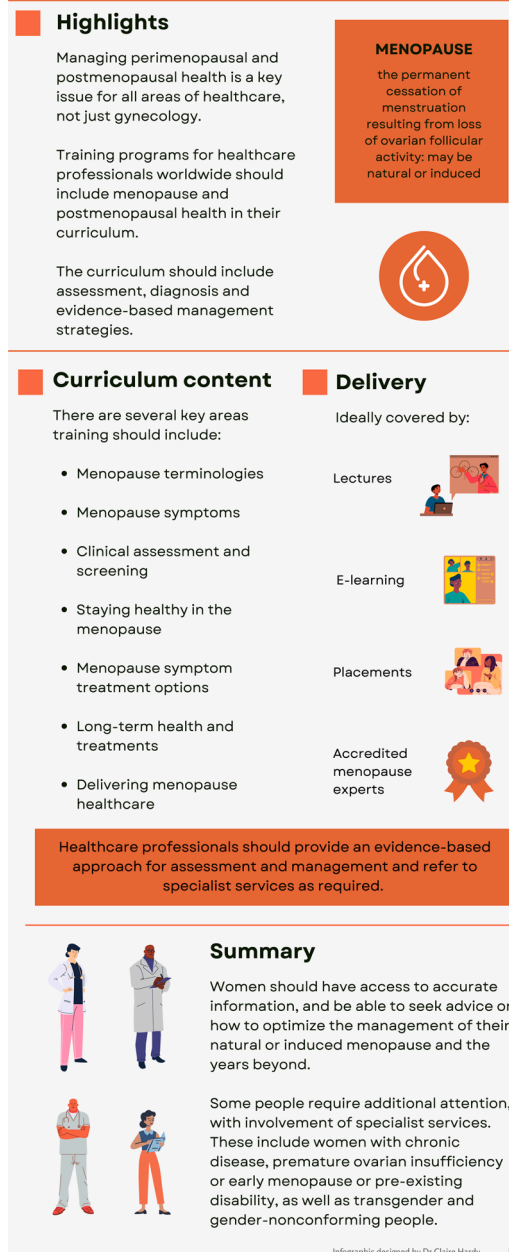 Highlights
Managing perimenopausal and
postmenopausal health is a key
issue for all areas of healthcare,
not just gynecology.
Training programs for healthcare
professionals worldwide should
include menopause and
postmenopausal health in their
curriculum.
The curriculum should include
assessment, diagnosis and
evidence-based management
strategies.
MENOPAUSE
the permanent
cessation of
menstruation
resulting from loss
of ovarian follicular
activity: may be
natural or induced
Curriculum content
There are several key areas
training should include:
• Menopause terminologies
• Menopause symptoms
• Clinical assessment and
screening
• Staying healthy in the
menopause
• Menopause symptom
treatment options
• Long-term health and
treatments
• Delivering menopause
healthcare
Delivery
Ideally covered by:
Lectures
E-learning
Placements
Accredited
menopause
experts
Healthcare professionals should provide an evidence-based
approach for assessment and management and refer to
specialist services as required.
Summary
Women should have access to accurate
information, and be able to seek advice
how to optimize the management of their
natural or induced menopause and the
years beyond.
Some people require additional attention,
with involvement of specialist services.
These include women with chronic
disease, premature ovarian insufficiency
or early menopause or pre-existing
disability, as well as transgender and
gender-nonconforming people.
Infographic designed by Dr Claire Hardy